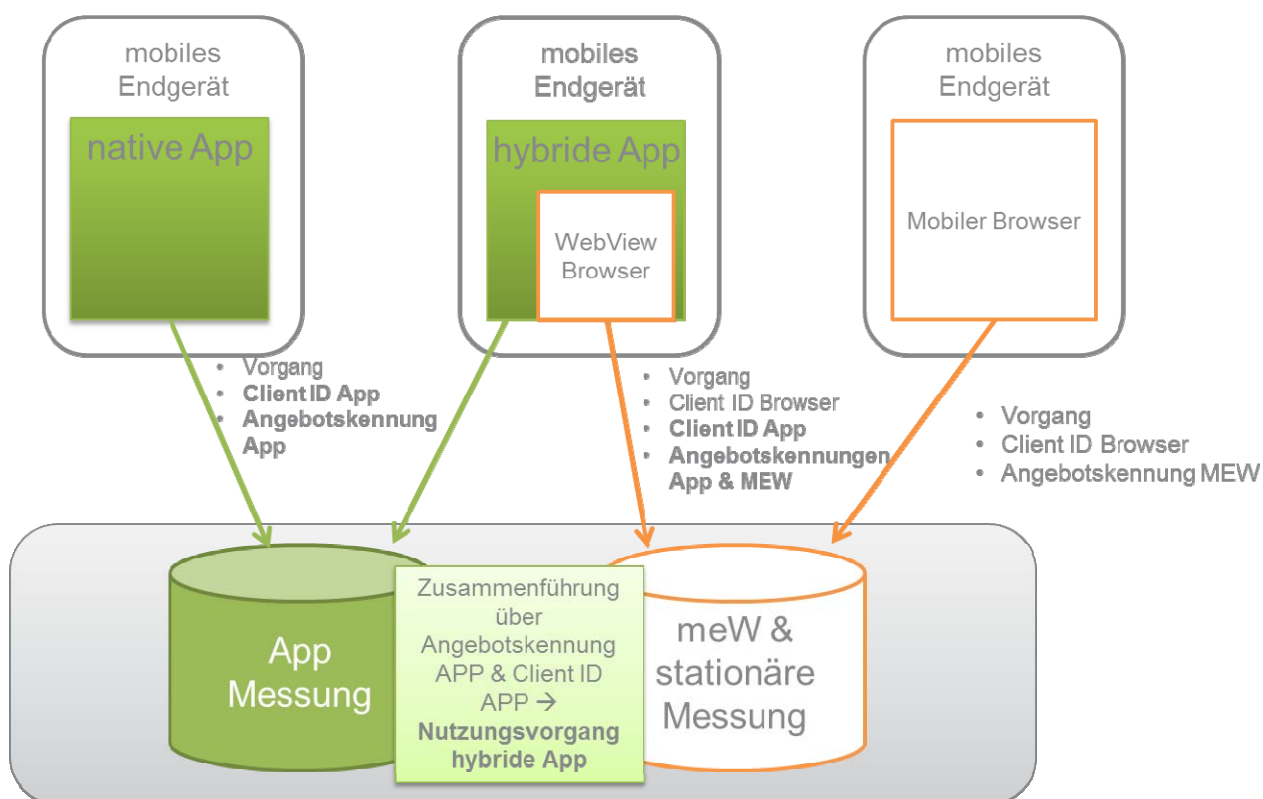 mobiles
Endgerät
native App
mobiles
Endgerät
hybride App
WebView
Browser
mobiles
Endgerät
Mobiler Browser
• Vorgang
• Client ID App
• Angebotskennung
App
• Vorgang
• Client ID Browser
• Client ID App
• Angebotskennungen
App & MEW
• Vorgang
• Client ID Browser
• Angebotskennung MEW
App
Messung
Zusammenführung
über
Angebotskennung
APP & Client ID
APP →
Nutzungsvorgang
hybride App
meW &
stationäre
Messung